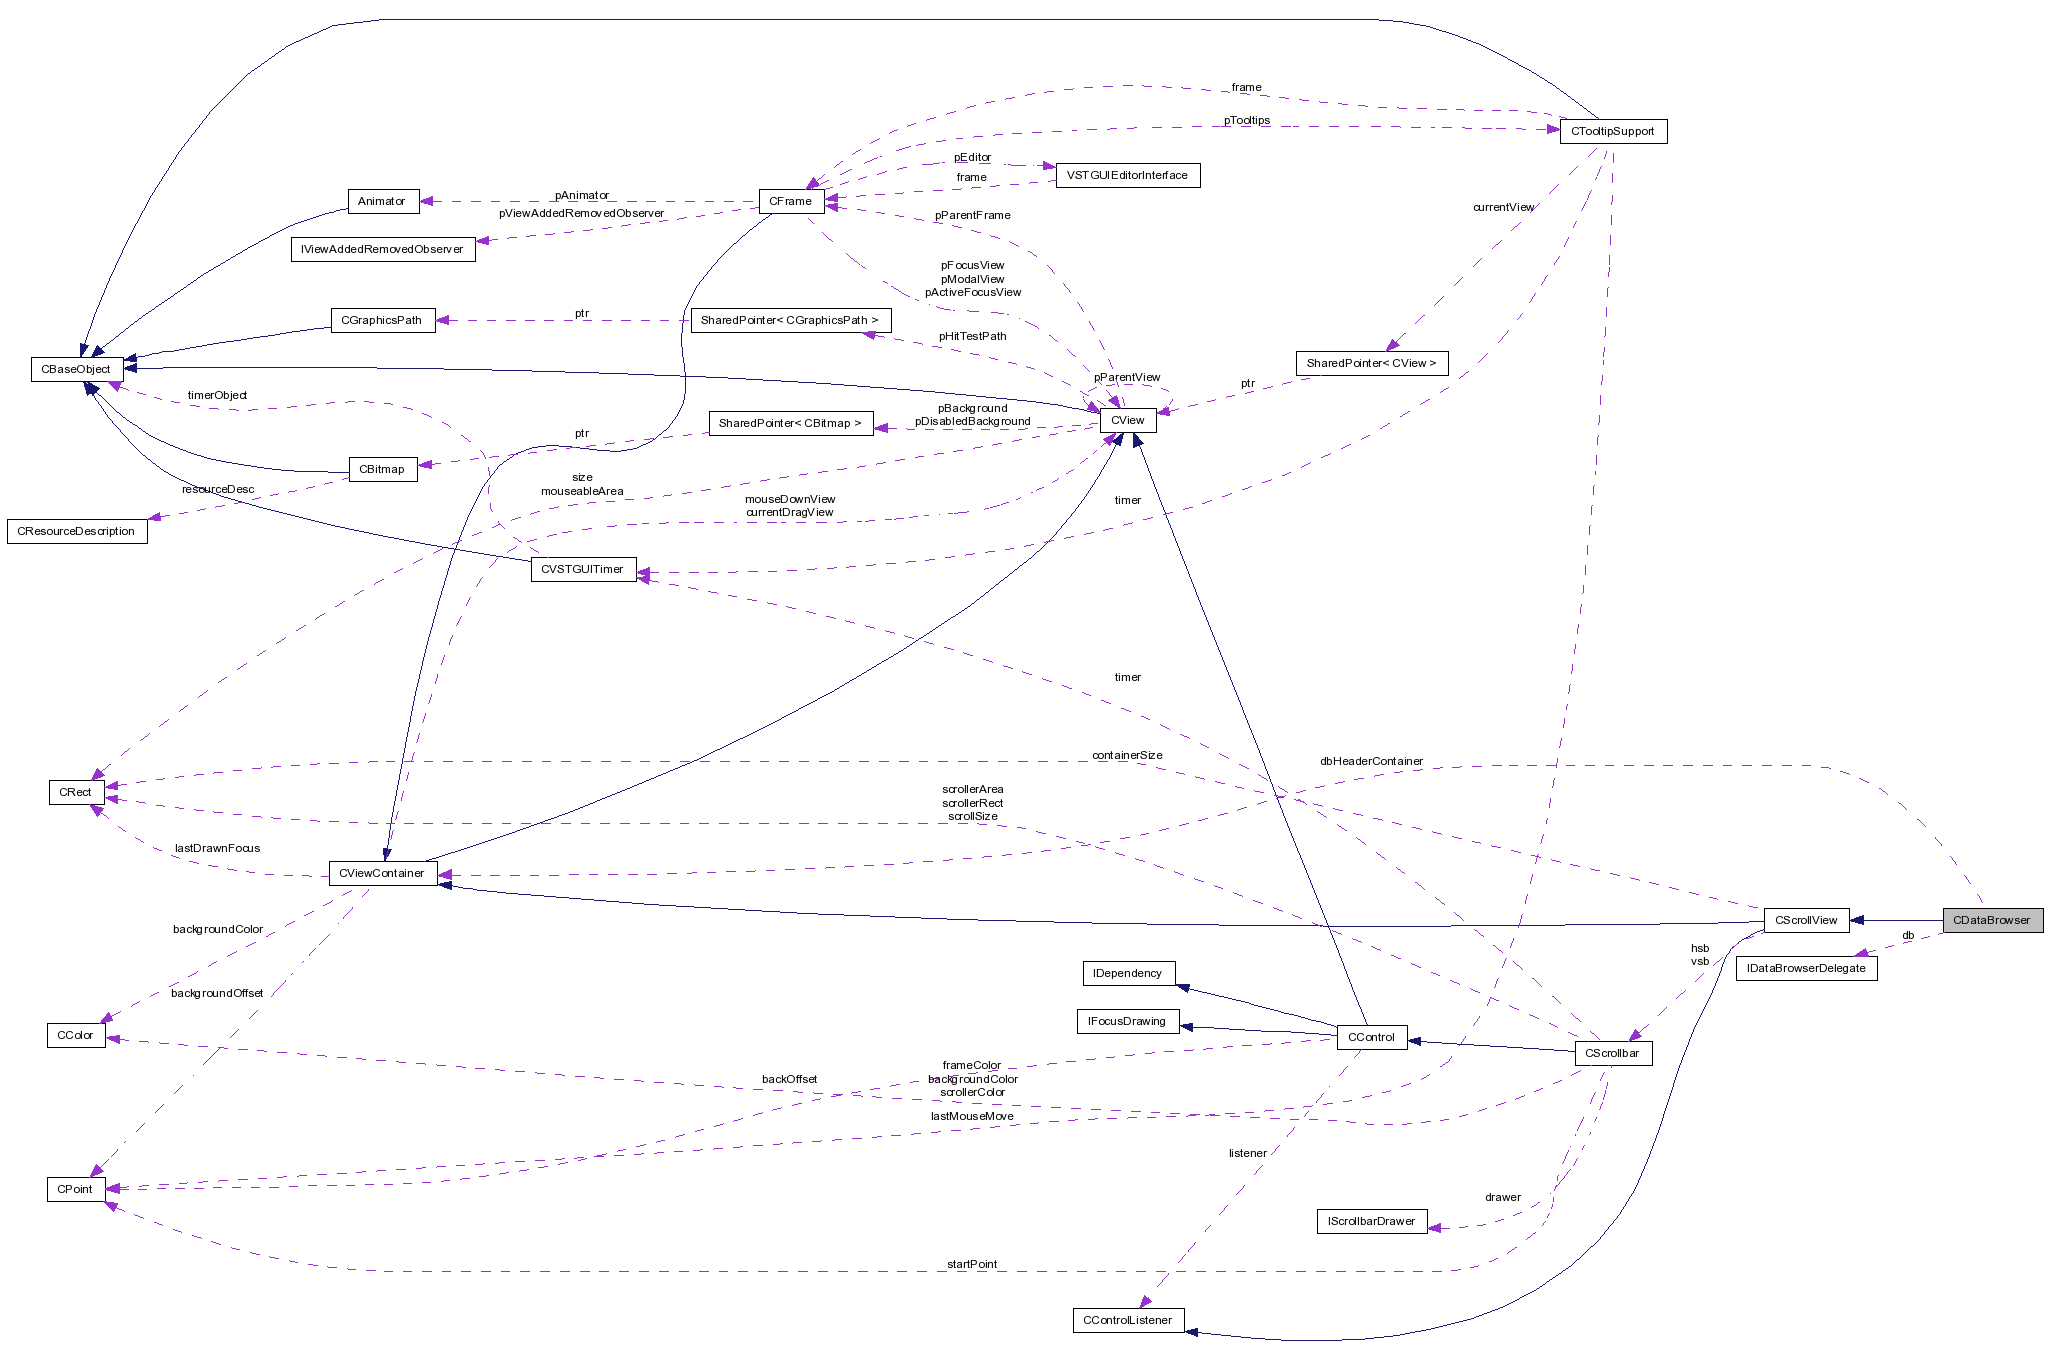 frame
pTooltips
CTooltipSupport
pEditor
VSTGUIEditorInterface
frame
pAnimator
Animator
CFrame
pViewAddedRemovedObserver
currentView
pParentFrame
IViewAddedRemovedObserver
pFocusView
pModalView
pActiveFocusView
CGraphicsPath
ptr
SharedPointer< CGraphicsPath >
pHitTestPath
SharedPointer< CView >
CBaseObject
pParentView
ptr
timerObject
pBackground
pDisabledBackground
SharedPointer< CBitmap >
CView
ptr
CBitmap
size
mouseableArea
resourceDesc
mouseDownView
currentDragView
timer
CResourceDescription
CVSTGUITimer
timer
containerSize
dbHeaderContainer
CRect
scrollerArea
scrollerRect
scrollSize
lastDrawnFocus
CViewContainer
backgroundColor
CScrollView
CDataBrowser
db
hsb
vsb
IDataBrowserDelegate
IDependency
backgroundOffset
IFocusDrawing
CColor
CControl
CScrollbar
frameColor
backgroundColor
scrollerColor
backOffset
lastMouseMove
listener
CPoint
drawer
IScrollbarDrawer
startPoint
CControlListener